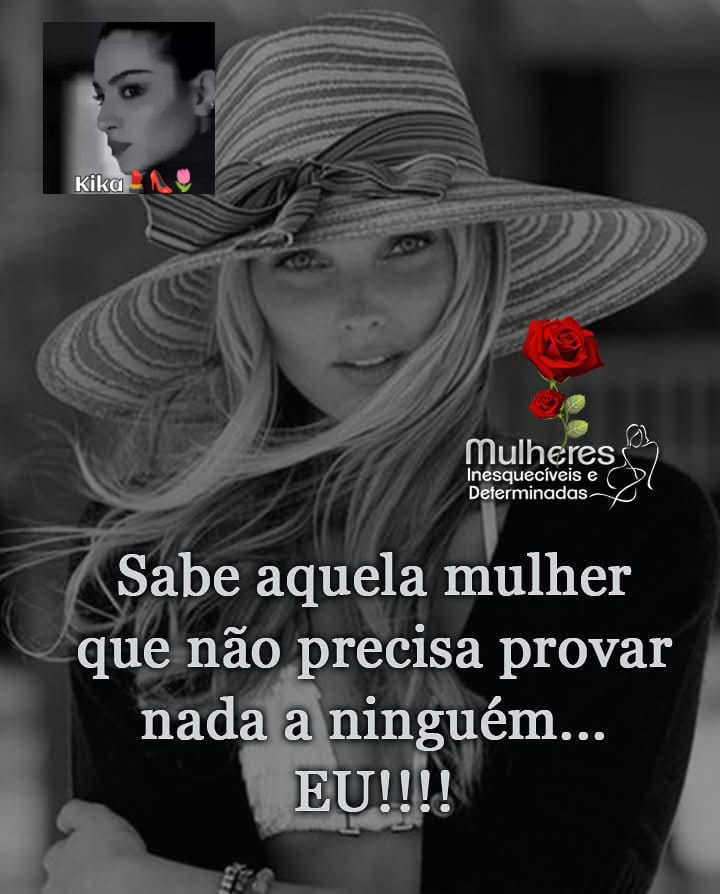 Kika 💄👠🌷
Mulheres
Inesquecíveis e
Determinadas
Sabe aquela mulher
que não precisa provar
nada a ninguém...
EU!!!!